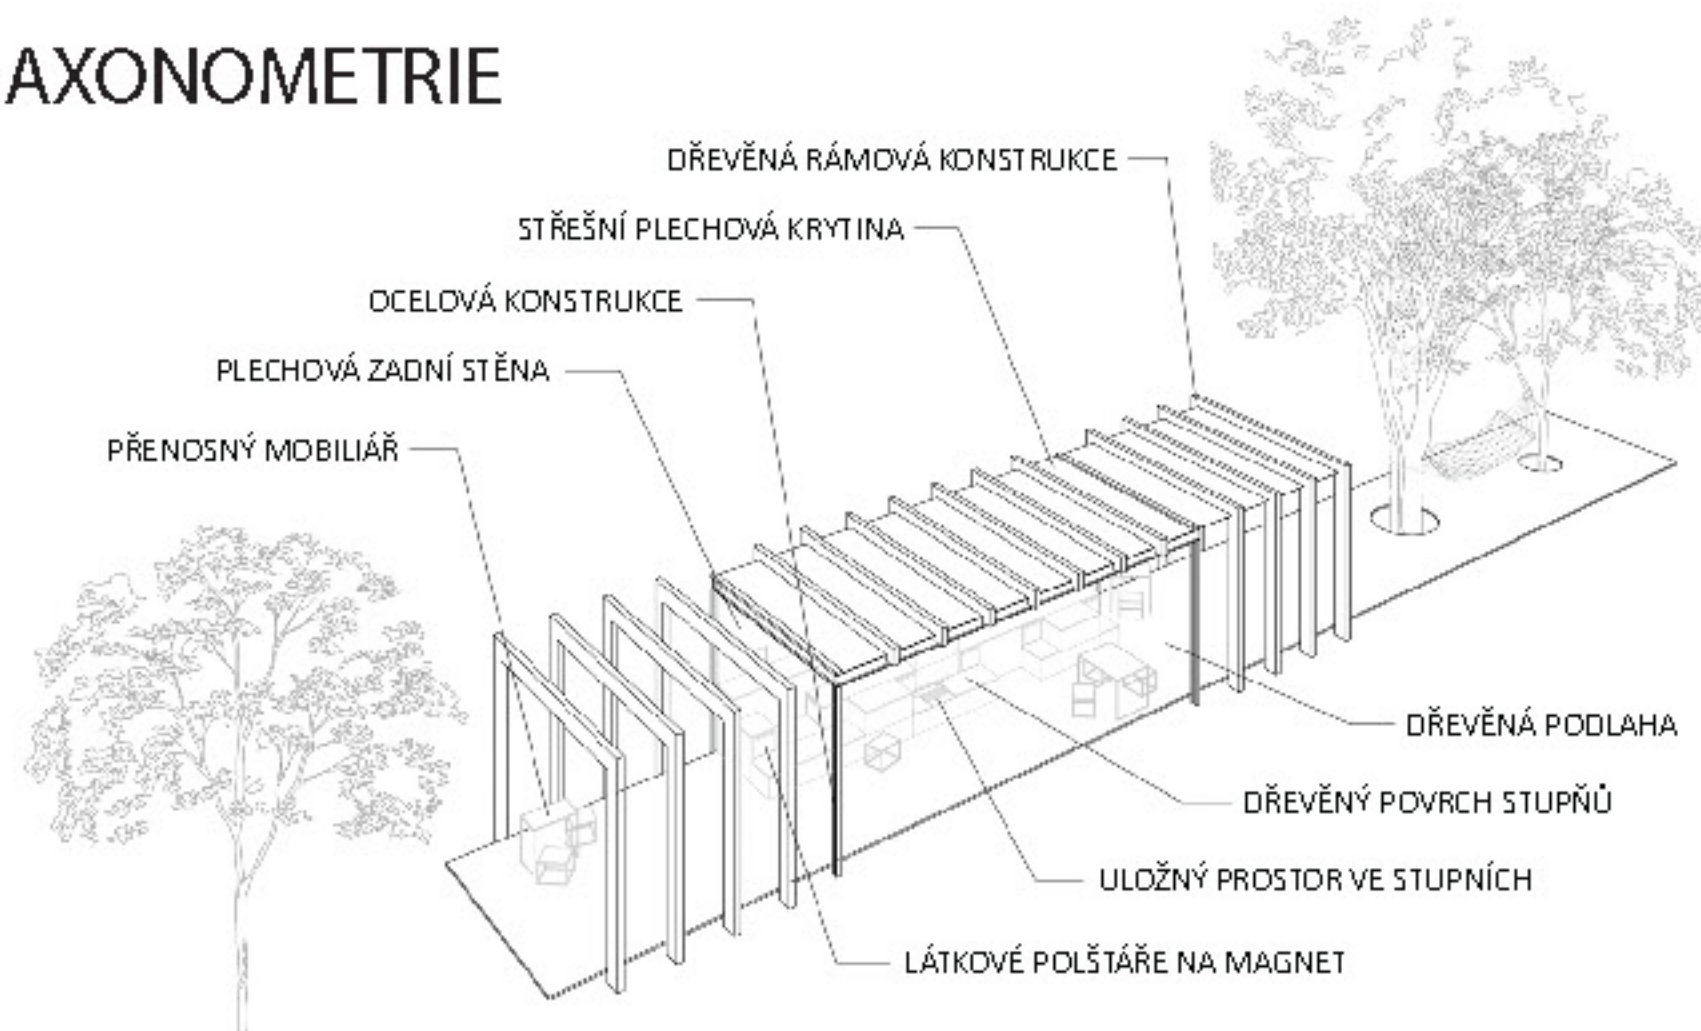 AXONOMETRIE
DŘEVĚNÁ RÁMOVÁ KONSTRUKCE
STŘEŠNÍ PLECHOVÁ KRYTINA
OCELOVÁ KONSTRUKCE
PLECHOVÁ ZADNÍ STĚNA
PŘENOSNÝ MOBILIÁŘ
DŘEVĚNÁ PODLAHA
DŘEVĚNÝ POVRCH STUPŇŮ
ULOŽNÝ PROSTOR VE STUPNÍCH
LÁTKOVÉ POLŠTÁŘE NA MAGNET